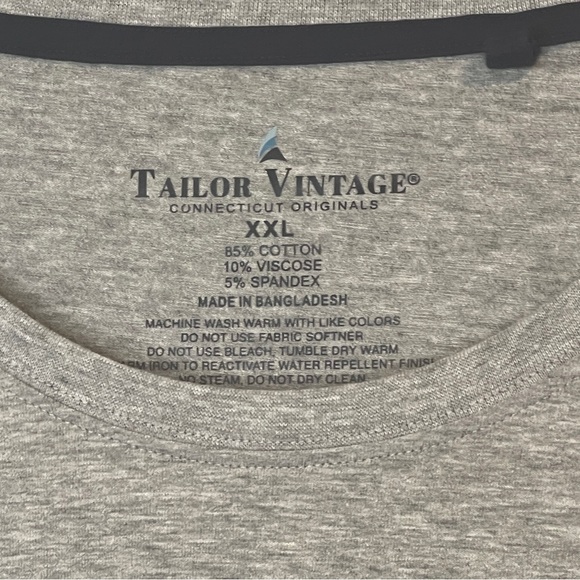 TAILOR VINTAGE®
CONNECTICUT ORIGINALS
XXL
85% COTTON
10% VISCOSE
5% SPANDEX
MADE IN BANGLADESH
MACHINE WASH WARM WITH LIKE COLORS
DO NOT USE FABRIC SOFTNER
DO NOT USE BLEACH, TUMBLE DRY WARM
IRON TO REACTIVATE WATER REPELLENT
NO STEAM, DO NOT DRY CLEAN